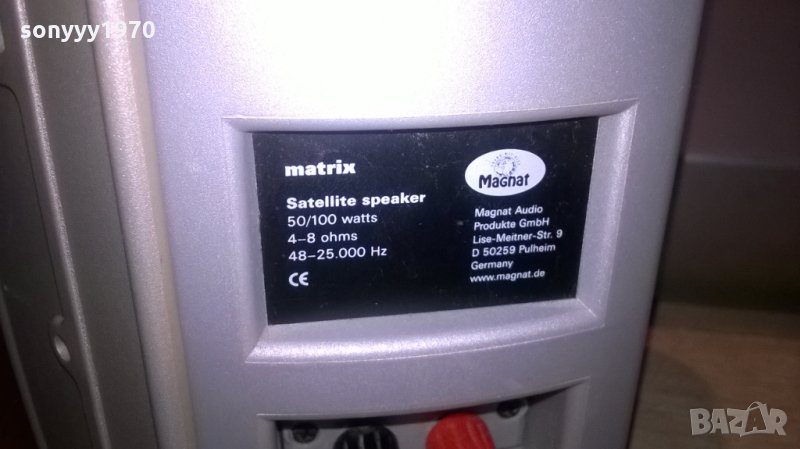 sonyyy1970
matrix
Satellite speaker
50/100 watts
4–8 ohms
48–25.000 Hz
CE
Magnat
Magnat Audio
Produkte GmbH
Lise-Meitner-Str. 9
D 50259 Pulheim
Germany
www.magnat.de
BAZAR